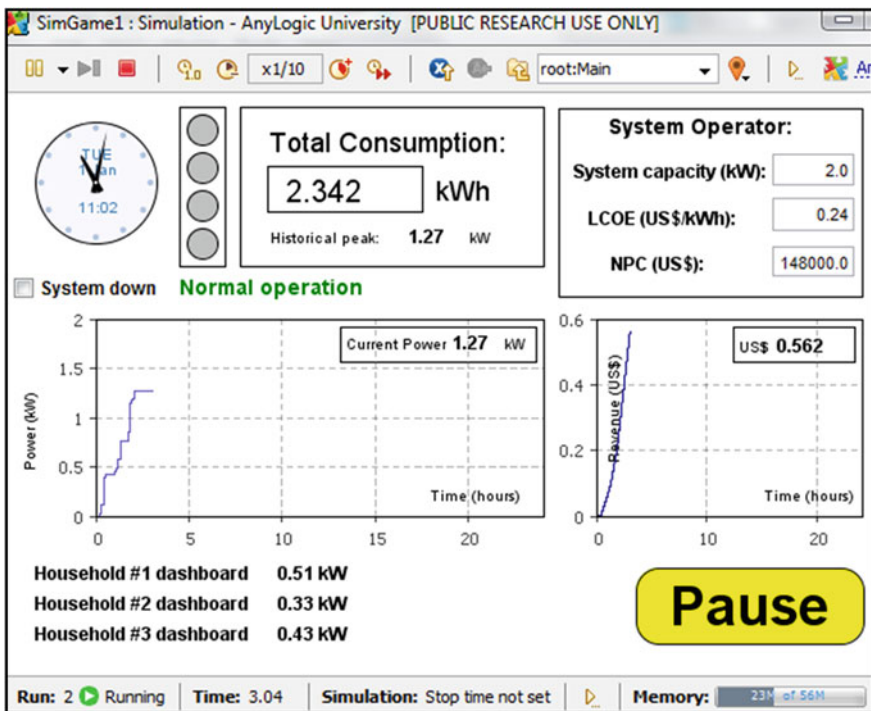 SimGame1 : Simulation - AnyLogic University [PUBLIC RESEARCH USE ONLY]
x1/10
root:Main
TUE
11:02
Total Consumption:
2.342 kWh
Historical peak: 1.27 kW
System Operator:
System capacity (kW): 2.0
LCOE (US$/kWh): 0.24
NPC (US$): 148000.0
System down Normal operation
2
1.5
1
0.5
0
Power (kW)
Current Power 1.27 kW
Time (hours)
0 5 10 15 20
0.6
0.4
0.2
0
Revenue (US$)
US$ 0.562
Time (hours)
0 10 20
Household #1 dashboard 0.51 kW
Household #2 dashboard 0.33 kW
Household #3 dashboard 0.43 kW
Pause
Run: 2 Running Time: 3.04 Simulation: Stop time not set Memory: 23M of 56M